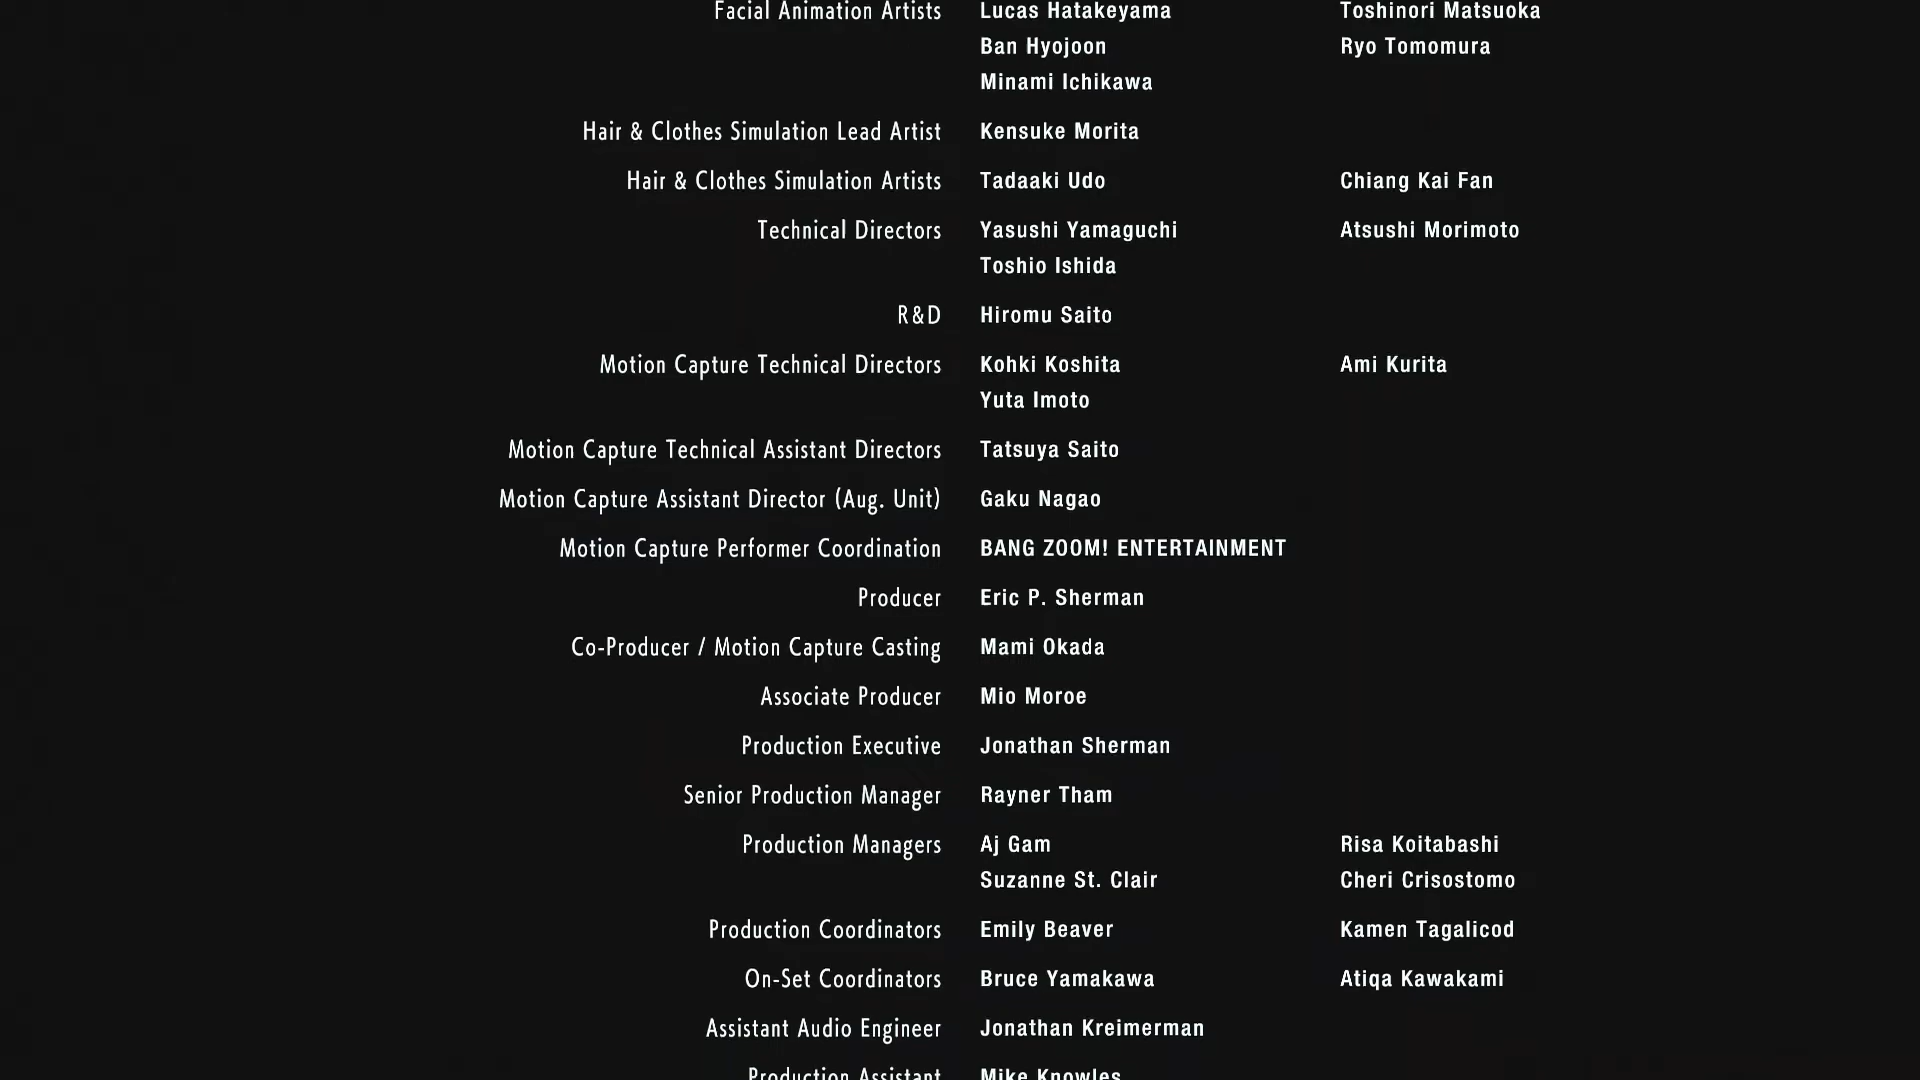 Facial Animation Artists Lucas Hatakeyama Toshinori Matsuoka
Ban Hyojoon Ryo Tomomura
Minami Ichikawa
Hair & Clothes Simulation Lead Artist Kensuke Morita
Hair & Clothes Simulation Artists Tadaaki Udo Chiang Kai Fan
Technical Directors Yasushi Yamaguchi Atsushi Morimoto
Toshio Ishida
R&D Hiromu Saito
Motion Capture Technical Directors Kohki Koshita Ami Kurita
Yuta Imoto
Motion Capture Technical Assistant Directors Tatsuya Saito
Motion Capture Assistant Director (Aug. Unit) Gaku Nagao
Motion Capture Performer Coordination BANG ZOOM! ENTERTAINMENT
Producer Eric P. Sherman
Co-Producer / Motion Capture Casting Mami Okada
Associate Producer Mio Moroe
Production Executive Jonathan Sherman
Senior Production Manager Rayner Tham
Production Managers Aj Gam Risa Koitabashi
Suzanne St. Clair Cheri Crisostomo
Production Coordinators Emily Beaver Kamen Tagalicod
On-Set Coordinators Bruce Yamakawa Atiqa Kawakami
Assistant Audio Engineer Jonathan Kreimerman
Production Assistant Mike Knowles